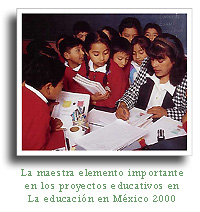 La maestra elemento importante
en los proyectos educativos en
La educación en México 2000